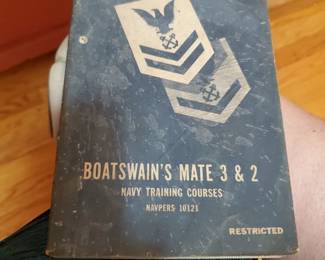 BOATSWAIN'S MATE 3 & 2
NAVY TRAINING COURSES
NAVPERS 10121
RESTRICTED